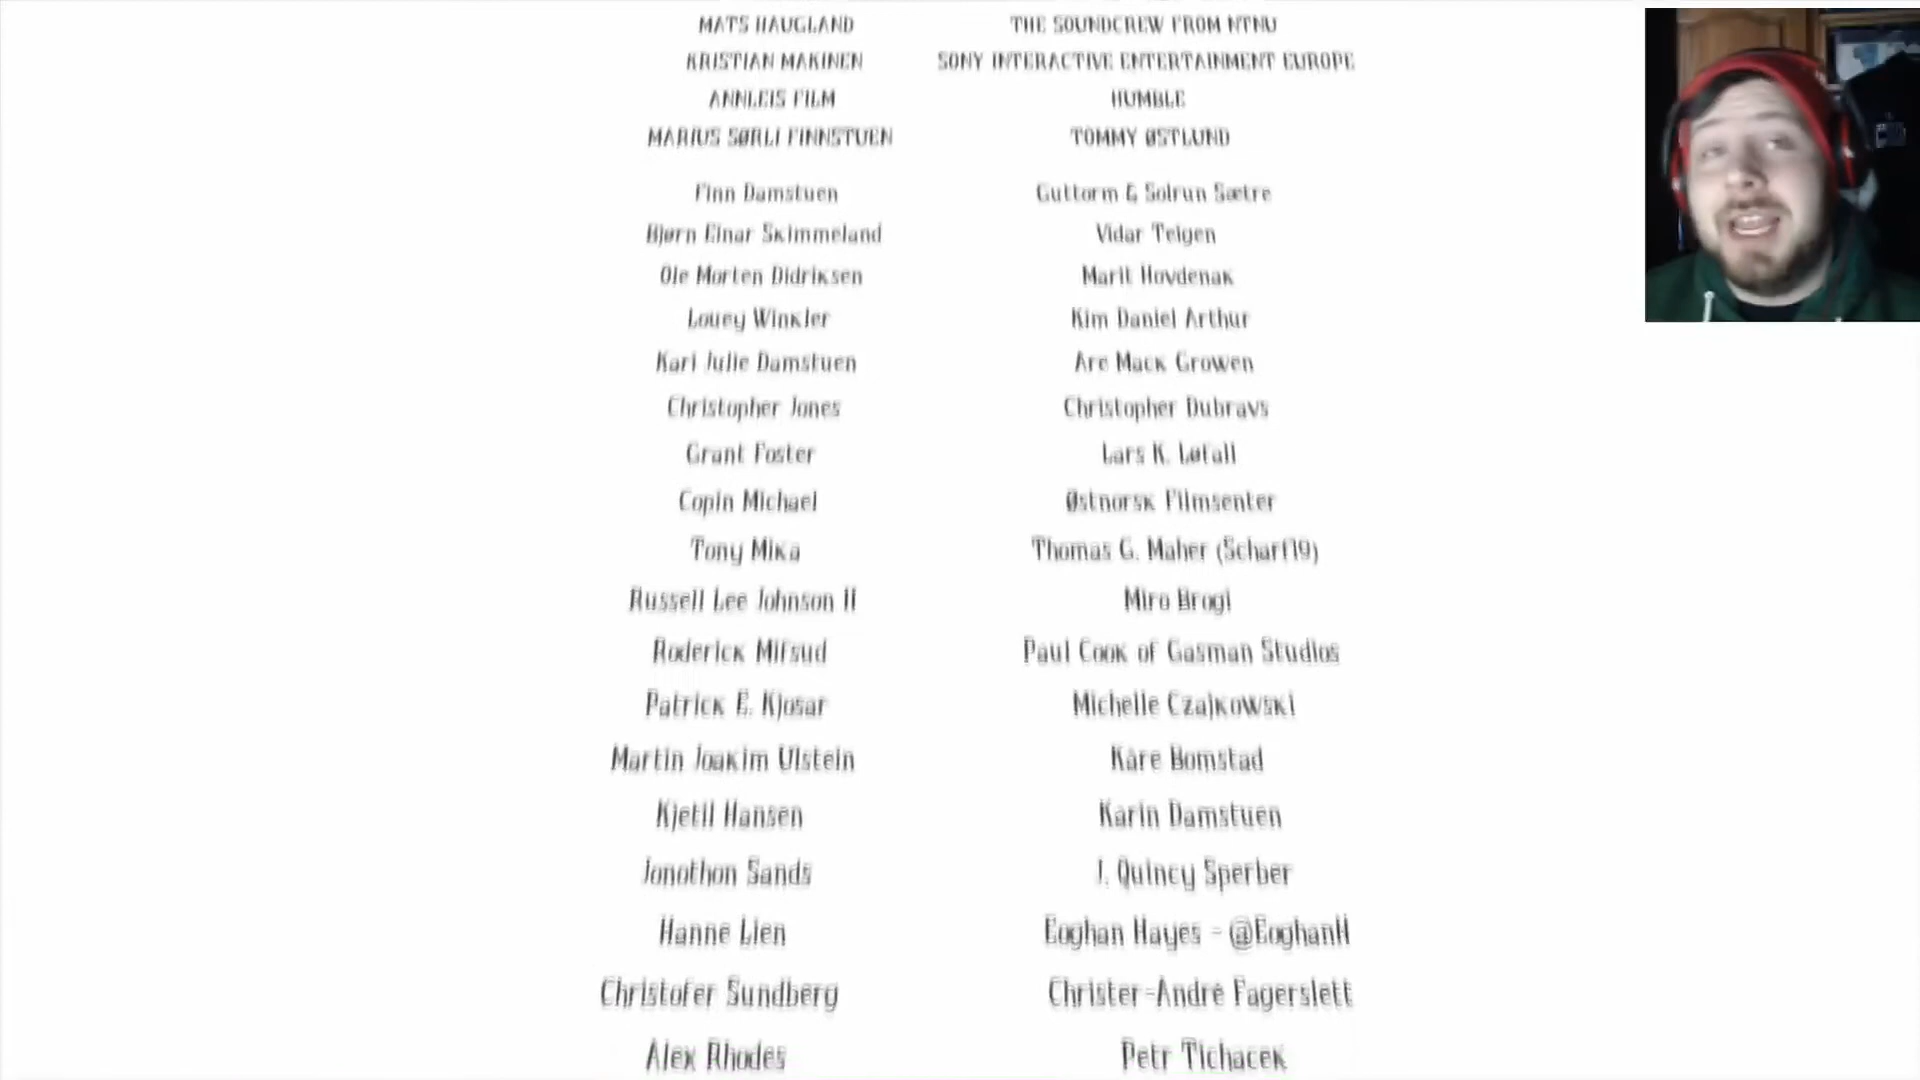 MATS HAUGLAND THE SOUNDCREW FROM NTNU
KRISTIAN MAKINEN SONY INTERACTIVE ENTERTAINMENT EUROPE
ANNLEIS FILM HUMBLE
MARIUS SØRLI FINNSTUEN TOMMY ØSTLUND
Finn Damstuen Guttorm & Solrun Sætre
Bjørn Einar Skimmeland Vidar Teigen
Ole Morten Didriksen Marit Hovdenak
Louey Winkler Kim Daniel Arthur
Kari Julie Damstuen Are Mack Growen
Christopher Jones Christopher Dubravs
Grant Foster Lars K. Løfall
Copin Michael Østnorsk Filmsenter
Tony Mika Thomas G. Maher (Scharf19)
Russell Lee Johnson II Miro Brogi
Roderick Mifsud Paul Cook of Gasman Studios
Patrick E. Kjosar Michelle Czajkowski
Martin Joakim Ulstein Kåre Bomstad
Kjetil Hansen Karin Damstuen
Jonothon Sands J. Quincy Sperber
Hanne Lien Eoghan Hayes - @EoghanH
Christofer Sundberg Christer-André Fagerslett
Alex Rhodes Petr Tichacek